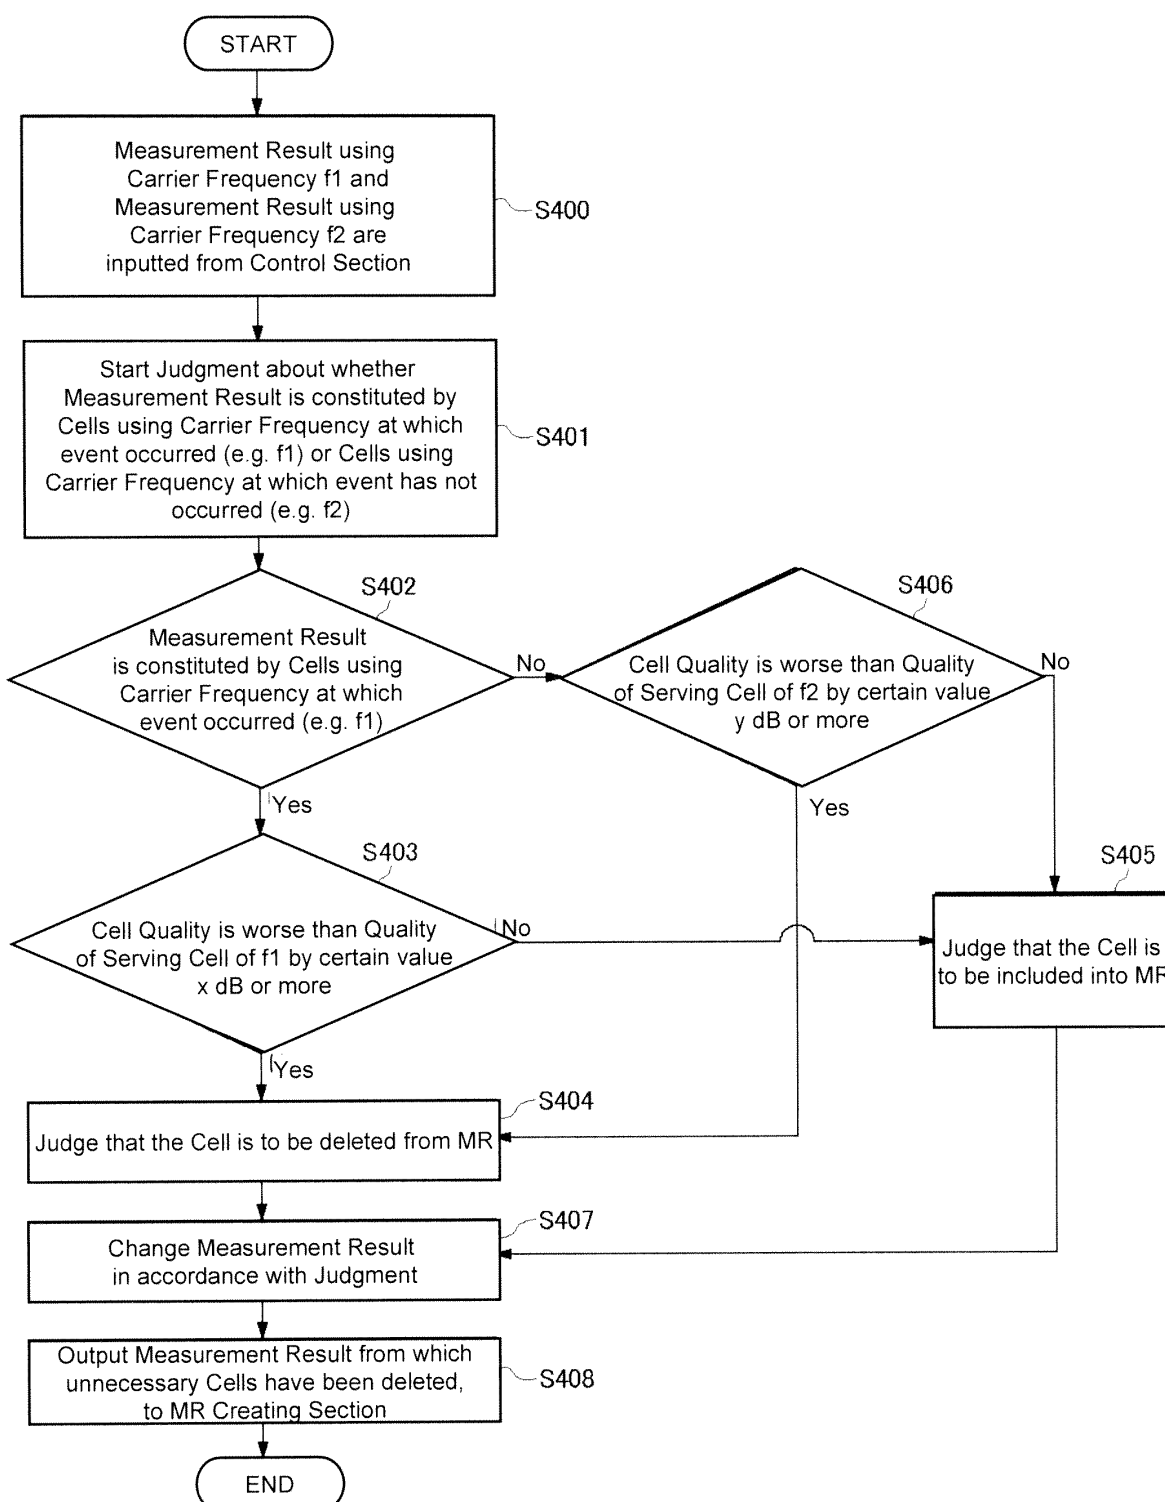 START
Measurement Result using
Carrier Frequency f1 and
Measurement Result using
Carrier Frequency f2 are
inputted from Control Section
S400
Start Judgment about whether
Measurement Result is constituted by
Cells using Carrier Frequency at which
event occurred (e.g. f1) or Cells using
Carrier Frequency at which event has not
occurred (e.g. f2)
S401
S402
Measurement Result
is constituted by Cells using
Carrier Frequency at which
event occurred (e.g. f1)
No
Yes
S406
Cell Quality is worse than Quality
of Serving Cell of f2 by certain value
y dB or more
No
Yes
S403
Cell Quality is worse than Quality
of Serving Cell of f1 by certain value
x dB or more
No
Yes
S405
Judge that the Cell is
to be included into MR
S404
Judge that the Cell is to be deleted from MR
S407
Change Measurement Result
in accordance with Judgment
Output Measurement Result from which
unnecessary Cells have been deleted,
to MR Creating Section
S408
END